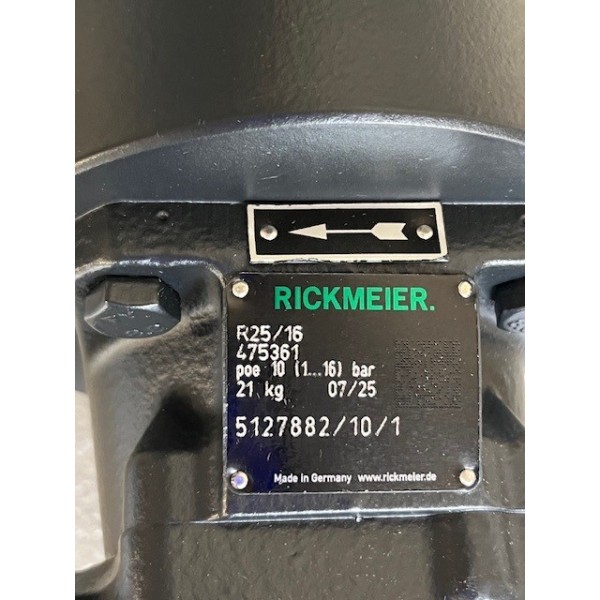 RICKMEIER.
R25/16
475361
poe 10 (1...16) bar
21 kg 07/25
5127882/10/1
Made in Germany www.rickmeier.de